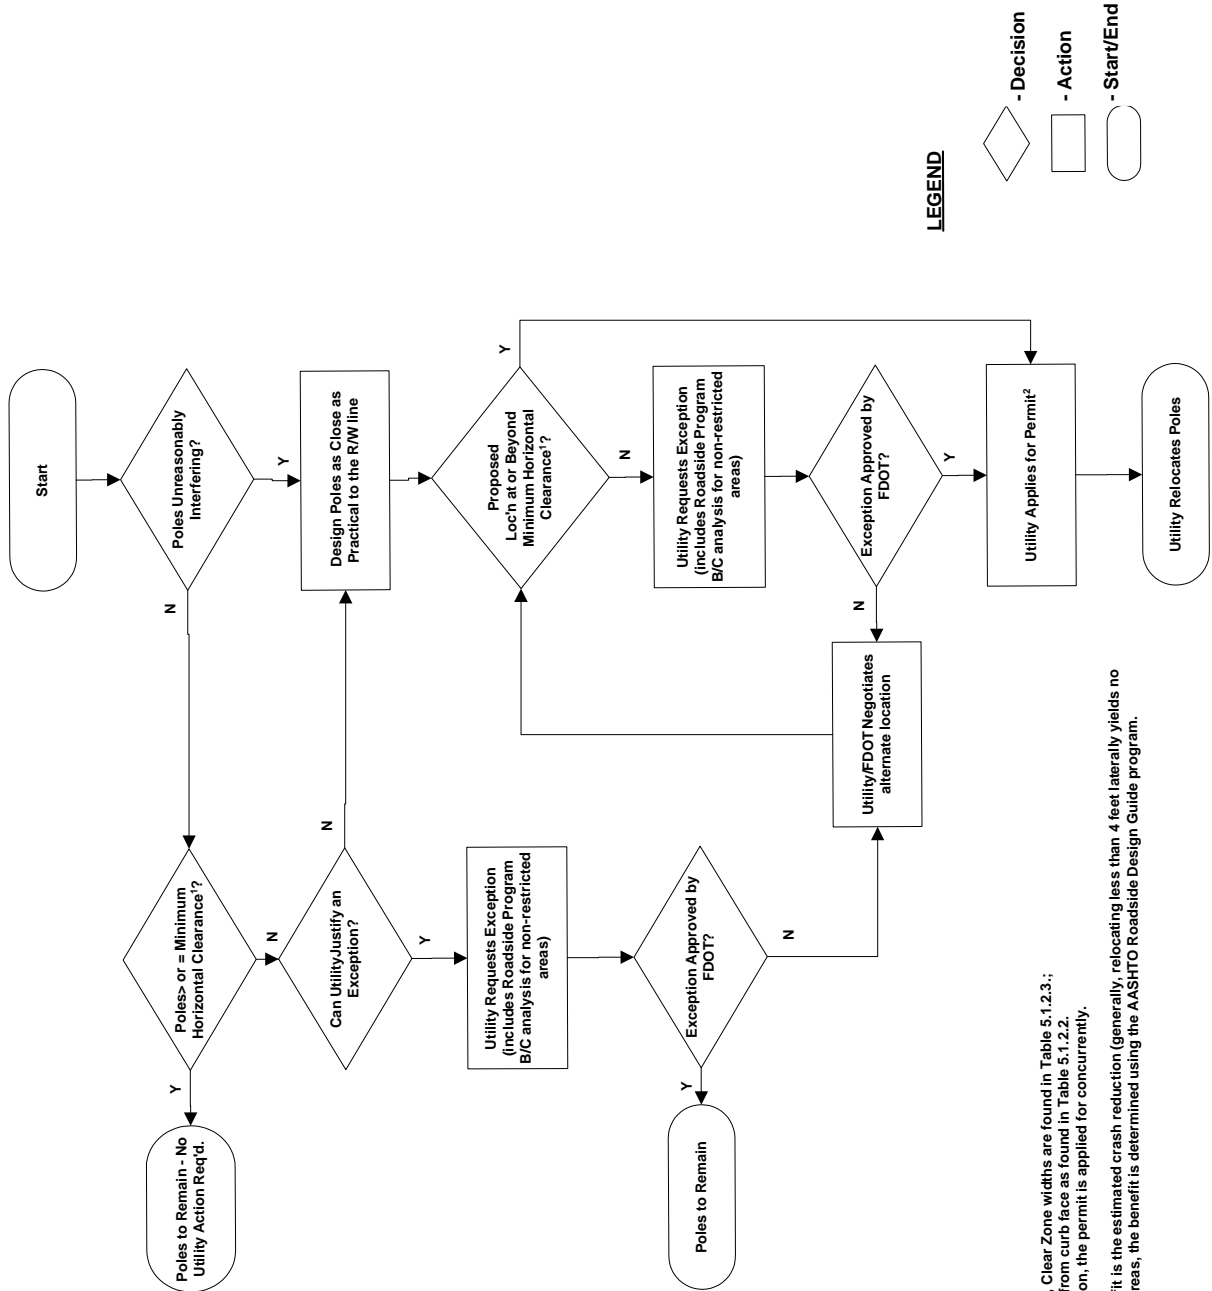 Start
Poles Unreasonably
Interfering?
N
Y
Poles> or = Minimum
Horizontal Clearance¹?
Y
N
Poles to Remain - No
Utility Action Req'd.
Can UtilityJustify an
Exception?
N
Y
Design Poles as Close as
Practical to the R/W line
Proposed
Loc'n at or Beyond
Minimum Horizontal
Clearance¹?
Y
N
Utility Requests Exception
(includes Roadside Program
B/C analysis for non-restricted
areas)
Utility Requests Exception
(includes Roadside Program
B/C analysis for non-restricted
areas)
Exception Approved by
FDOT?
Y
N
Poles to Remain
Exception Approved by
FDOT?
N
Y
Utility/FDOT Negotiates
alternate location
Utility Applies for Permit²
Utility Relocates Poles
LEGEND
- Decision
- Action
- Start/End
, Clear Zone widths are found in Table 5.1.2.3.;
from curb face as found in Table 5.1.2.2.
on, the permit is applied for concurrently.
fit is the estimated crash reduction (generally, relocating less than 4 feet laterally yields no
reas, the benefit is determined using the AASHTO Roadside Design Guide program.